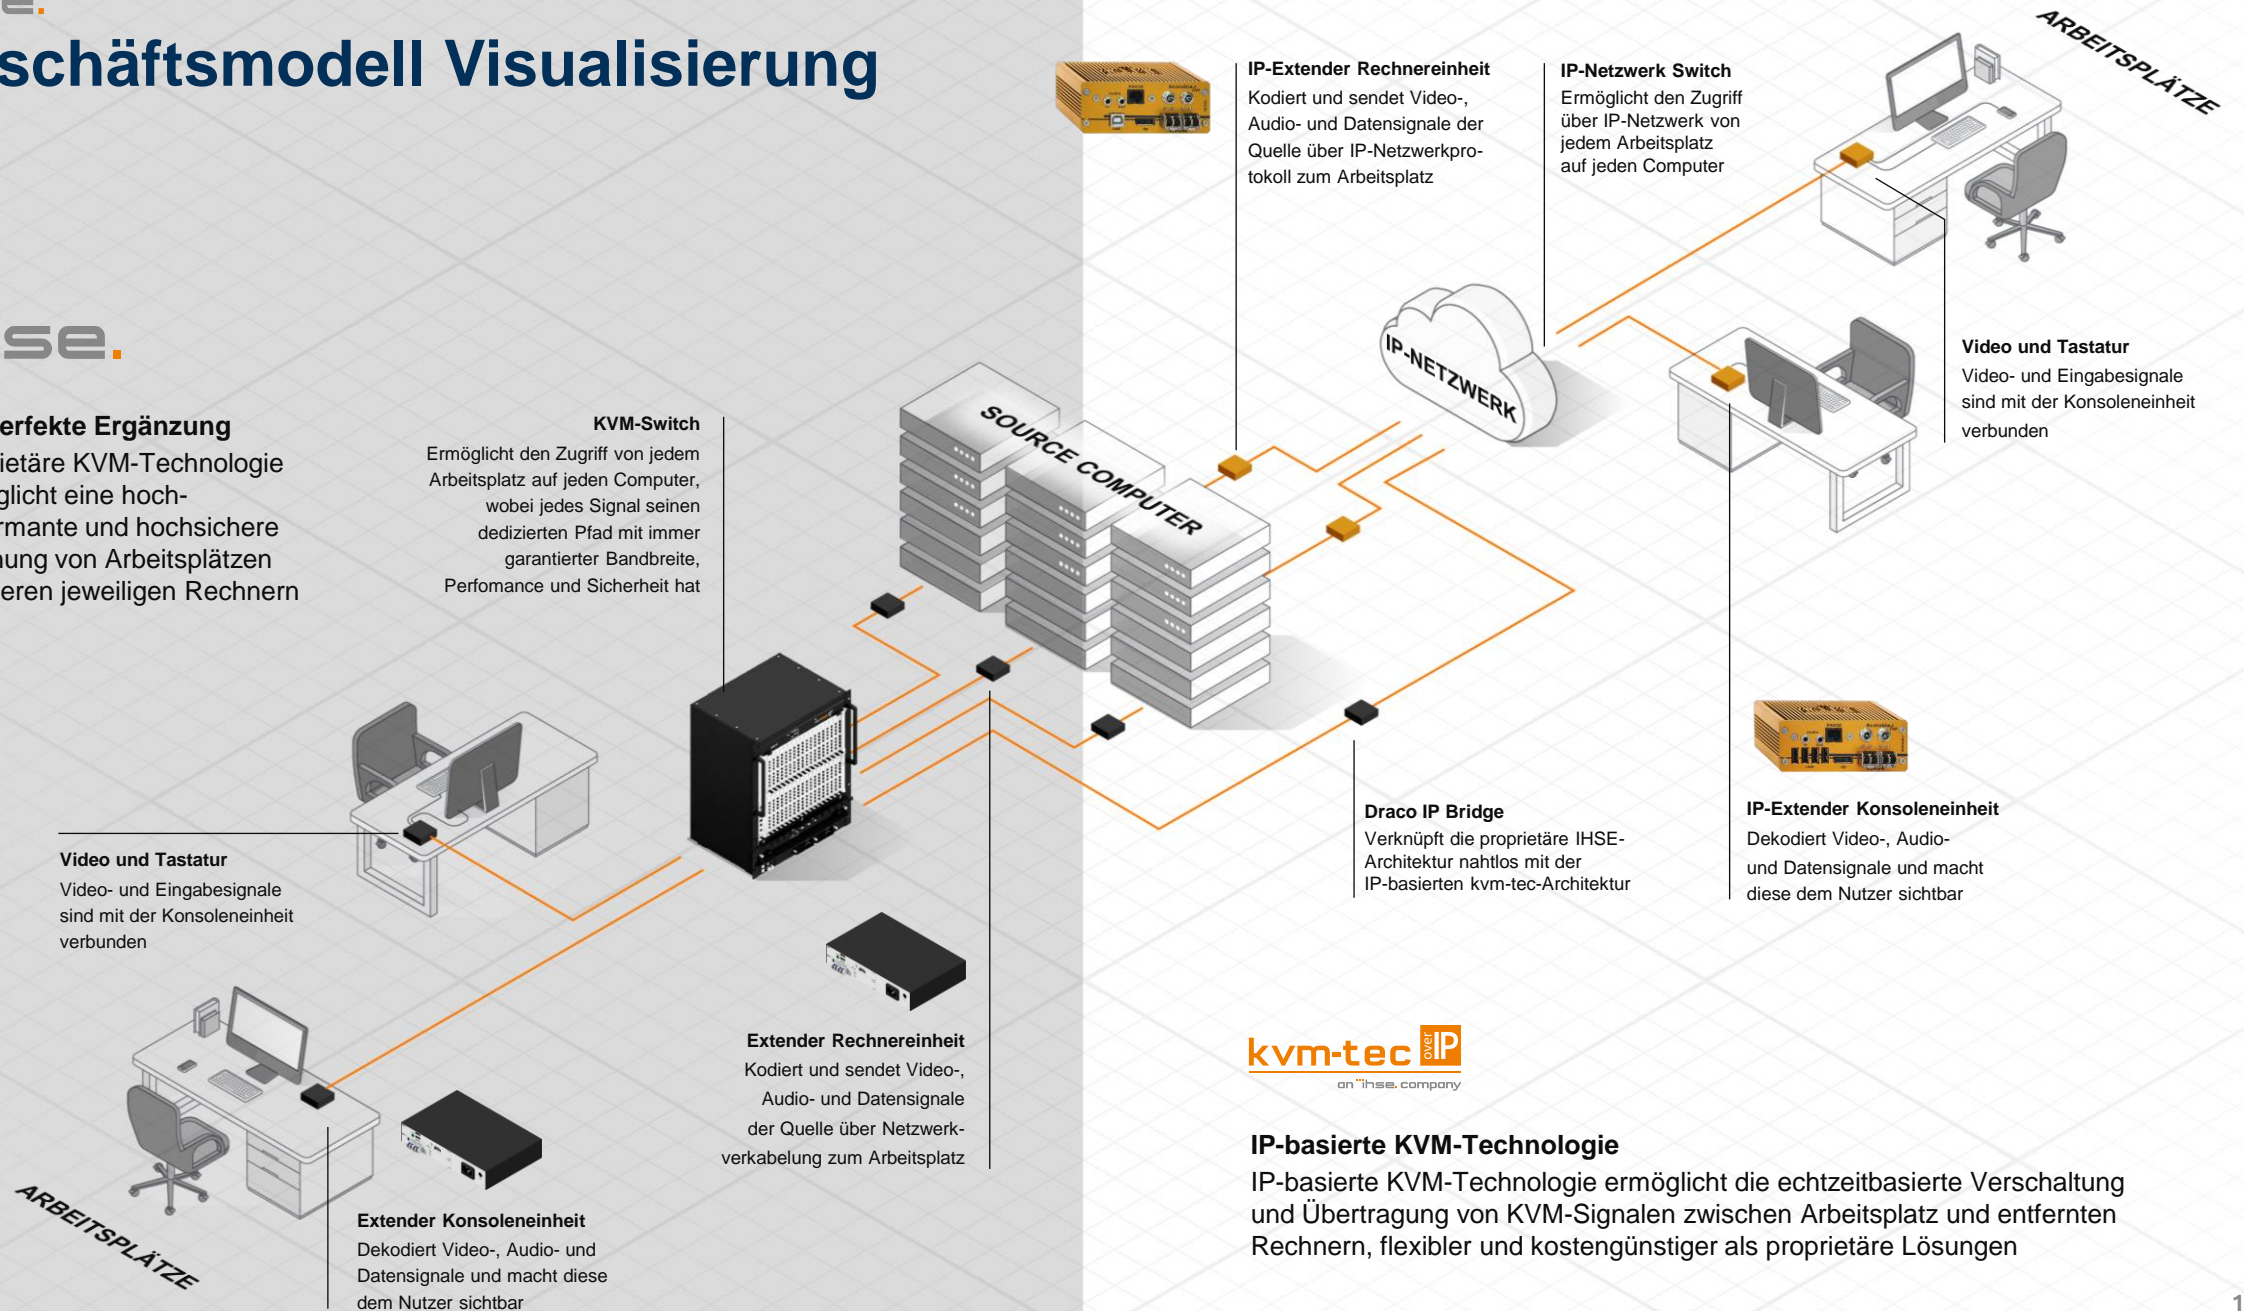 e.
schäftsmodell Visualisierung
se.
erfekte Ergänzung
rietäre KVM-Technologie
glicht eine hoch-
rmante und hochsichere
nung von Arbeitsplätzen
eren jeweiligen Rechnern
KVM-Switch
Ermöglicht den Zugriff von jedem
Arbeitsplatz auf jeden Computer,
wobei jedes Signal seinen
dedizierten Pfad mit immer
garantierter Bandbreite,
Perfomance und Sicherheit hat
Video und Tastatur
Video- und Eingabesignale
sind mit der Konsoleneinheit
verbunden
ARBEITSPLÄTZE
Extender Konsoleneinheit
Dekodiert Video-, Audio- und
Datensignale und macht diese
dem Nutzer sichtbar
Extender Rechnereinheit
Kodiert und sendet Video-,
Audio- und Datensignale
der Quelle über Netzwerk-
verkabelung zum Arbeitsplatz
SOURCE COMPUTER
IP-Extender Rechnereinheit
Kodiert und sendet Video-,
Audio- und Datensignale der
Quelle über IP-Netzwerkpro-
tokoll zum Arbeitsplatz
IP-Netzwerk Switch
Ermöglicht den Zugriff
über IP-Netzwerk von
jedem Arbeitsplatz
auf jeden Computer
IP-NETZWERK
ARBEITSPLÄTZE
Video und Tastatur
Video- und Eingabesignale
sind mit der Konsoleneinheit
verbunden
Draco IP Bridge
Verknüpft die proprietäre IHSE-
Architektur nahtlos mit der
IP-basierten kvm-tec-Architektur
IP-Extender Konsoleneinheit
Dekodiert Video-, Audio-
und Datensignale und macht
diese dem Nutzer sichtbar
kvm-tec over IP
an ihse. company
IP-basierte KVM-Technologie
IP-basierte KVM-Technologie ermöglicht die echtzeitbasierte Verschaltung
und Übertragung von KVM-Signalen zwischen Arbeitsplatz und entfernten
Rechnern, flexibler und kostengünstiger als proprietäre Lösungen
1